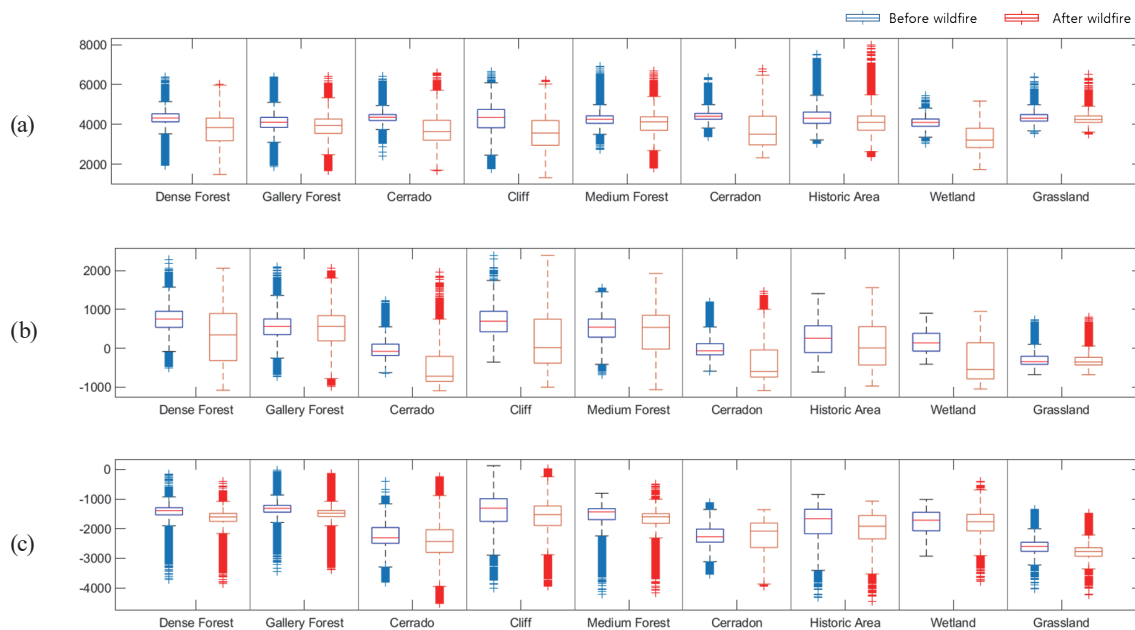 Before wildfire After wildfire
(a)
8000
6000
4000
2000
Dense Forest Gallery Forest Cerrado Cliff Medium Forest Cerradon Historic Area Wetland Grassland
(b)
2000
1000
0
-1000
Dense Forest Gallery Forest Cerrado Cliff Medium Forest Cerradon Historic Area Wetland Grassland
(c)
0
-1000
-2000
-3000
-4000
Dense Forest Gallery Forest Cerrado Cliff Medium Forest Cerradon Historic Area Wetland Grassland